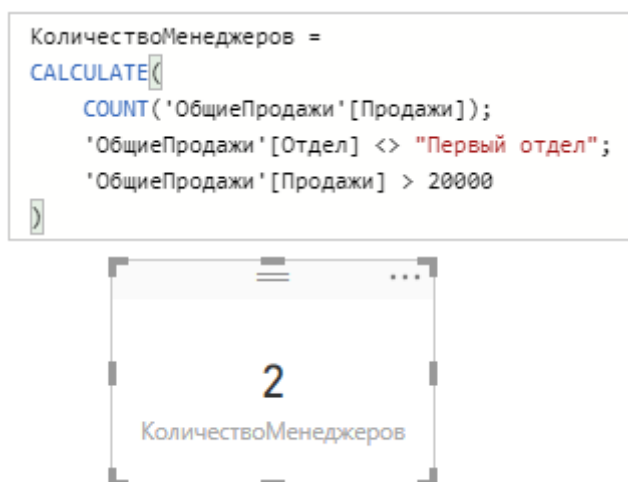 КоличествоМенеджеров =
CALCULATE(
COUNT('ОбщиеПродажи'[Продажи]);
'ОбщиеПродажи'[Отдел] <> "Первый отдел";
'ОбщиеПродажи'[Продажи] > 20000
)
2
КоличествоМенеджеров